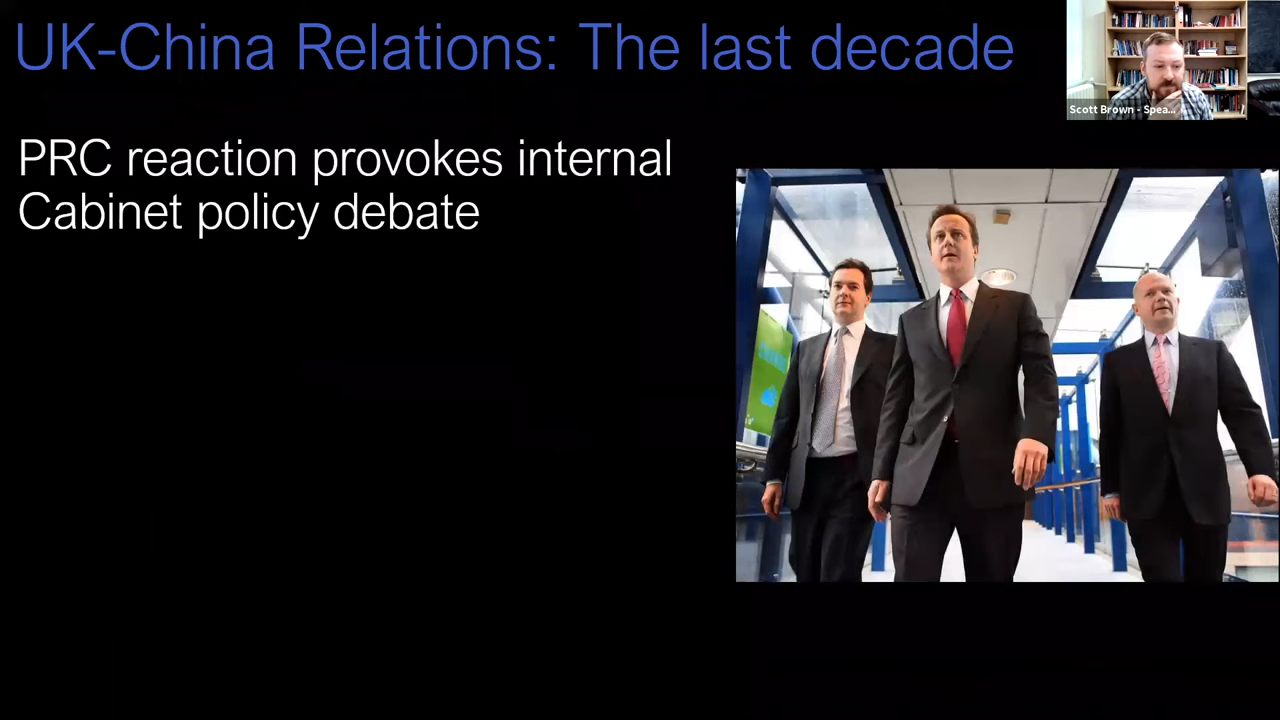 UK-China Relations: The last decade
Scott Brown - Spea...
PRC reaction provokes internal
Cabinet policy debate